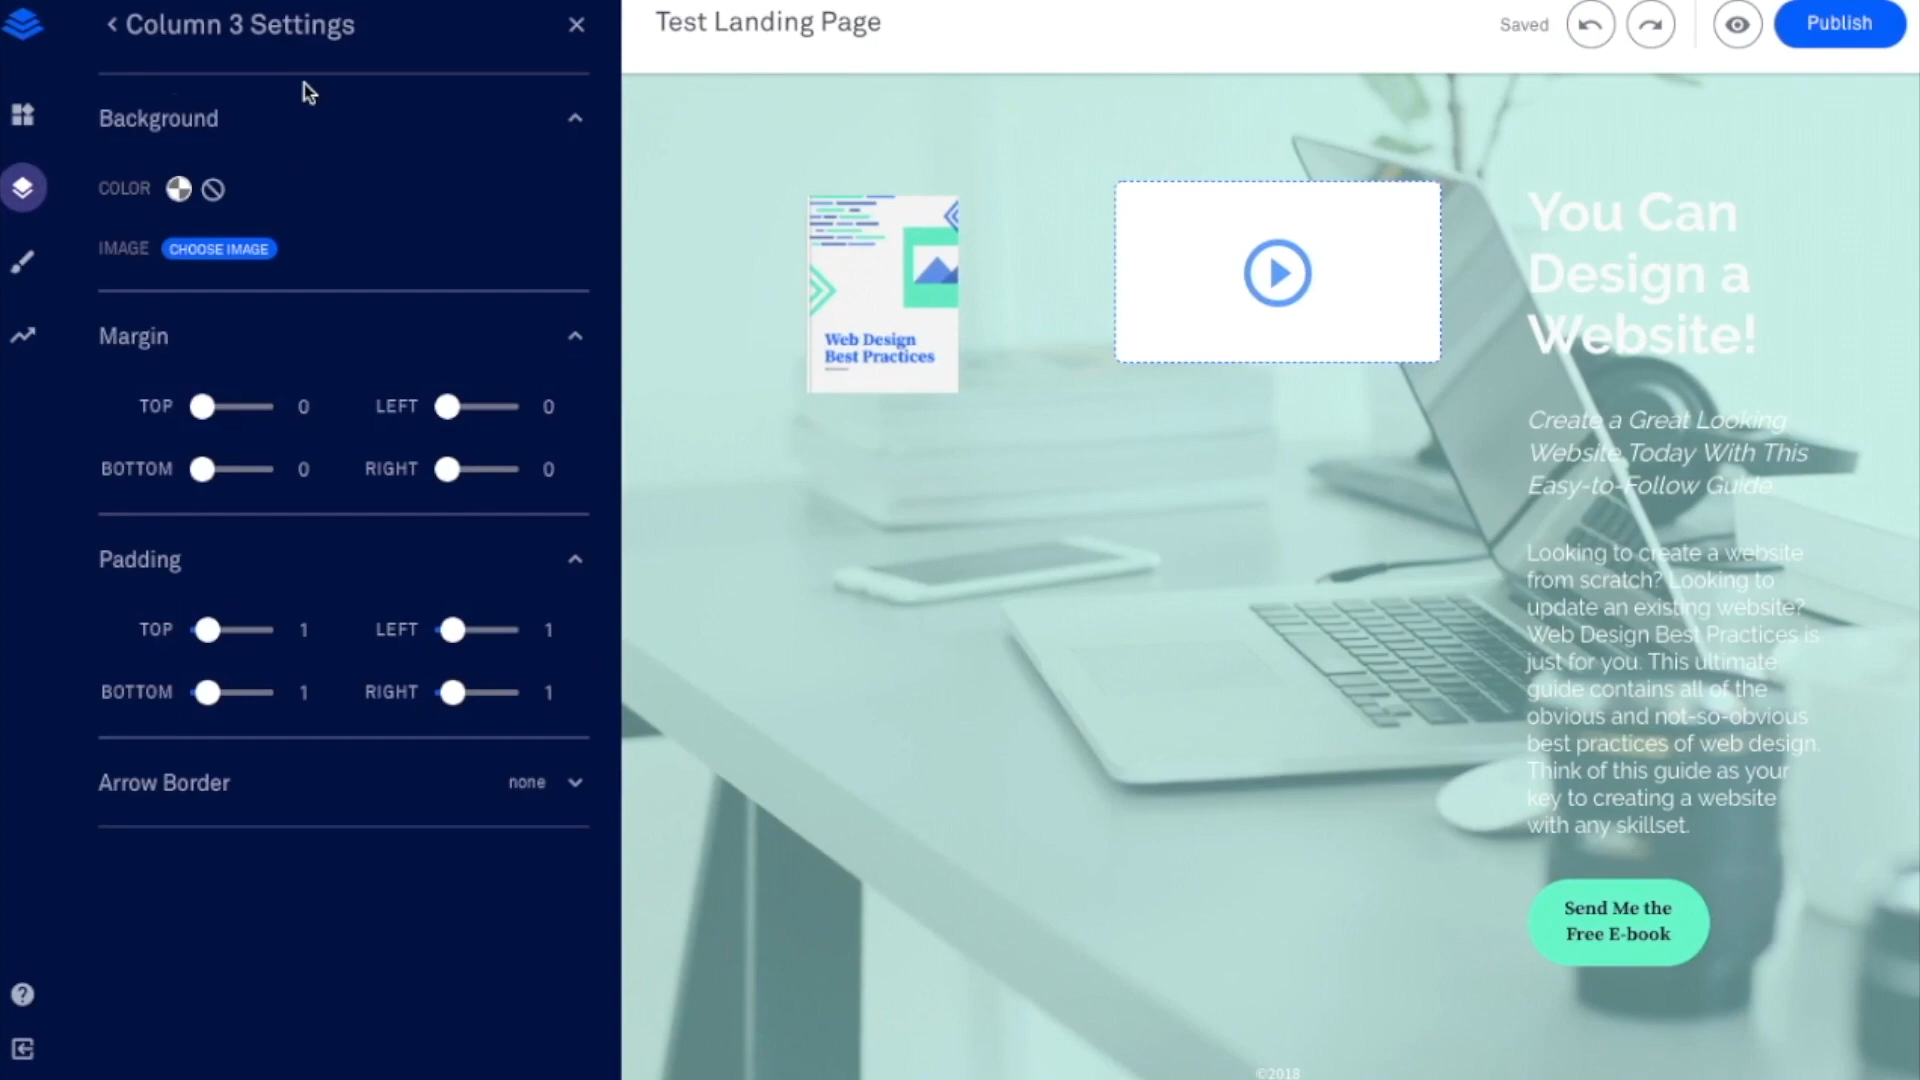 Column 3 Settings
Test Landing Page
Saved
Publish
Background
COLOR
IMAGE CHOOSE IMAGE
Margin
TOP 0 LEFT 0
BOTTOM 0 RIGHT 0
Padding
TOP 1 LEFT 1
BOTTOM 1 RIGHT 1
Arrow Border none
Web Design
Best Practices
You Can
Design a
Website!
Create a Great Looking
Website Today With This
Easy-to-Follow Guide
Looking to create a website
from scratch? Looking to
update an existing website?
Web Design Best Practices is
just for you. This ultimate
guide contains all of the
obvious and not-so-obvious
best practices of web design.
Think of this guide as your
key to creating a website
with any skillset.
Send Me the
Free E-book
©2018